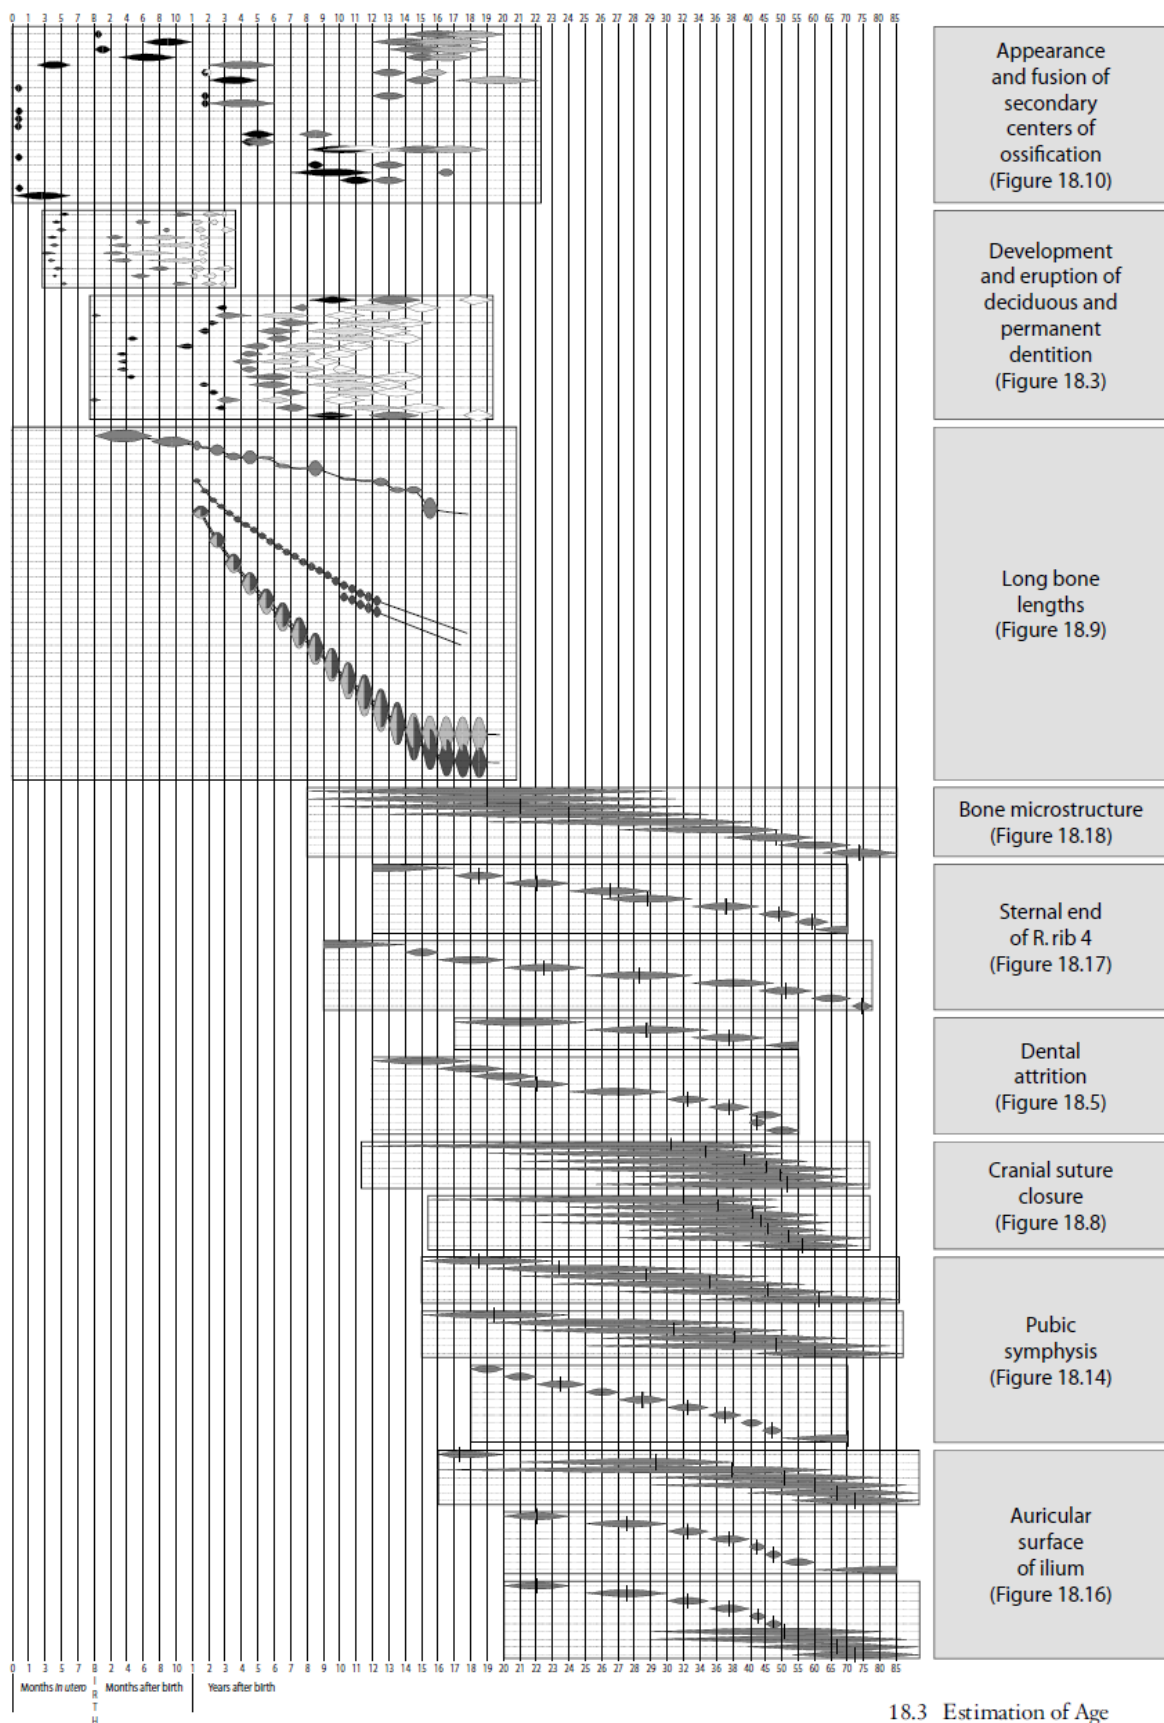 0 1 3 5 7 0 2 4 6 8 10 1 2 3 4 5 6 7 8 9 10 11 12 13 14 15 16 17 18 19 20 21 22 23 24 25 26 27 28 29 30 32 34 36 38 40 45 50 55 60 65 70 75 80 85
Appearance
and fusion of
secondary
centers of
ossification
(Figure 18.10)
Development
and eruption of
deciduous and
permanent
dentition
(Figure 18.3)
Long bone
lengths
(Figure 18.9)
Bone microstructure
(Figure 18.18)
Sternal end
of R. rib 4
(Figure 18.17)
Dental
attrition
(Figure 18.5)
Cranial suture
closure
(Figure 18.8)
Pubic
symphysis
(Figure 18.14)
Auricular
surface
of ilium
(Figure 18.16)
0 1 3 5 7 BIRTH 2 4 6 8 10 1 2 3 4 5 6 7 8 9 10 11 12 13 14 15 16 17 18 19 20 22 24 25 26 27 28 29 30 32 36 38 40 45 50 55 60 65 70 75 80 85
Months in utero Months after birth Years after birth
18.3 Estimation of Age